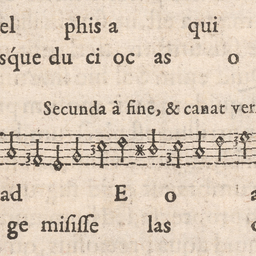 el phis a qui
sque du ci oc as o
Secunda à fine, & canat ver
ad E o a
ge misisse las